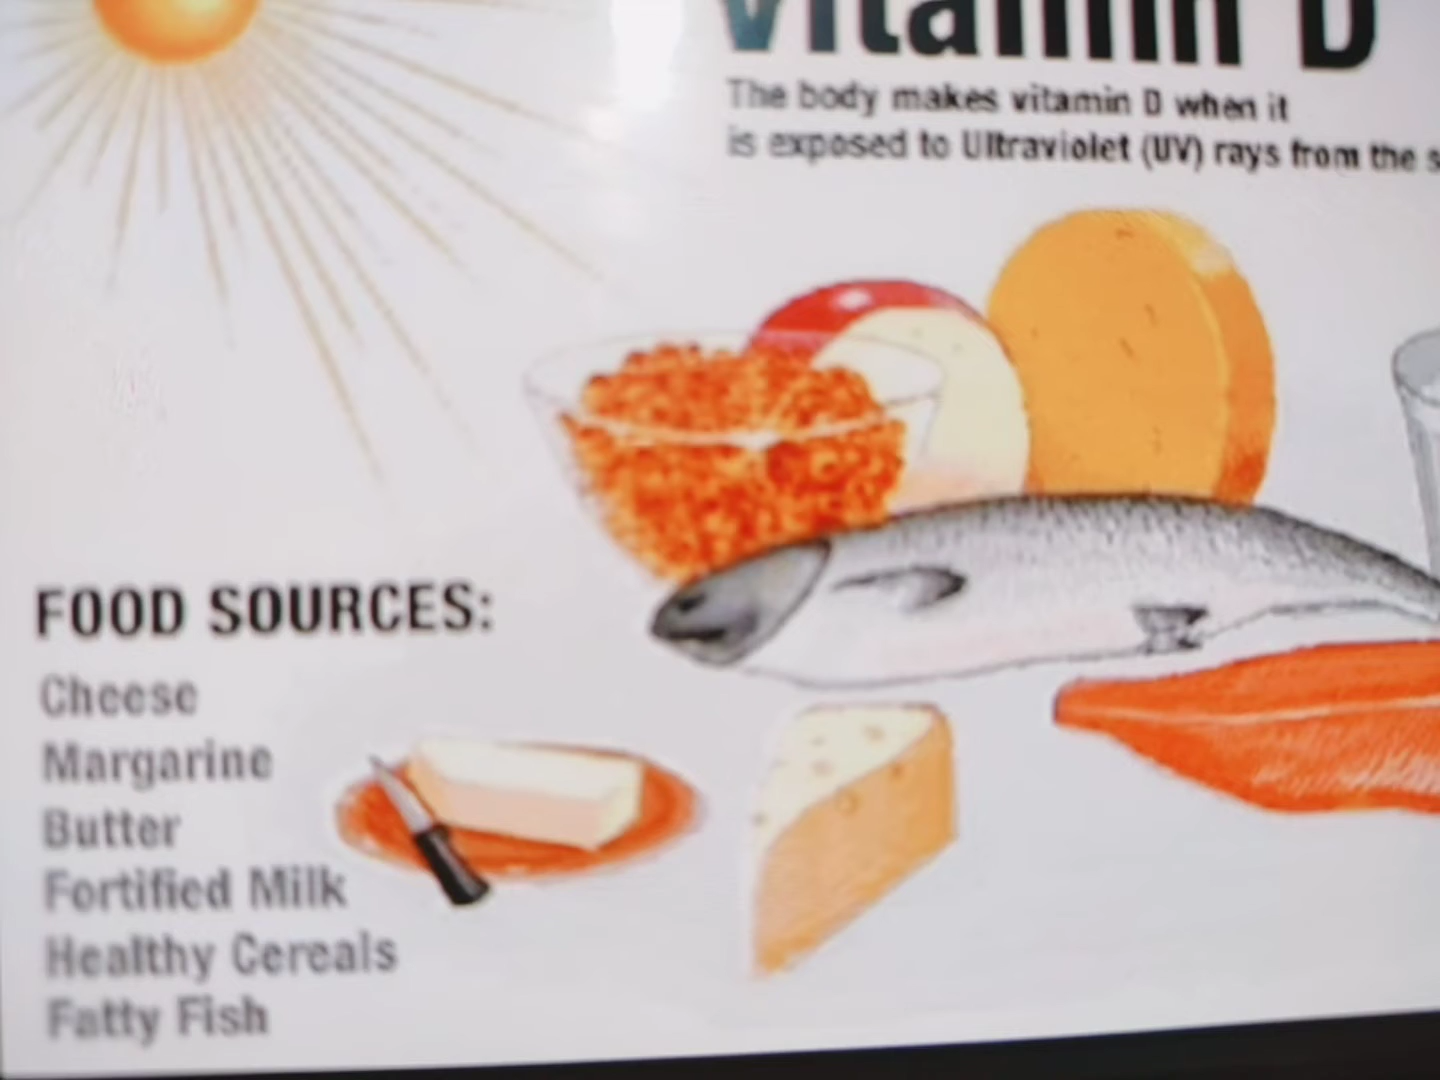 Vitamin D
The body makes vitamin D when it
is exposed to Ultraviolet (UV) rays from the s
FOOD SOURCES:
Cheese
Margarine
Butter
Fortified Milk
Healthy Cereals
Fatty Fish